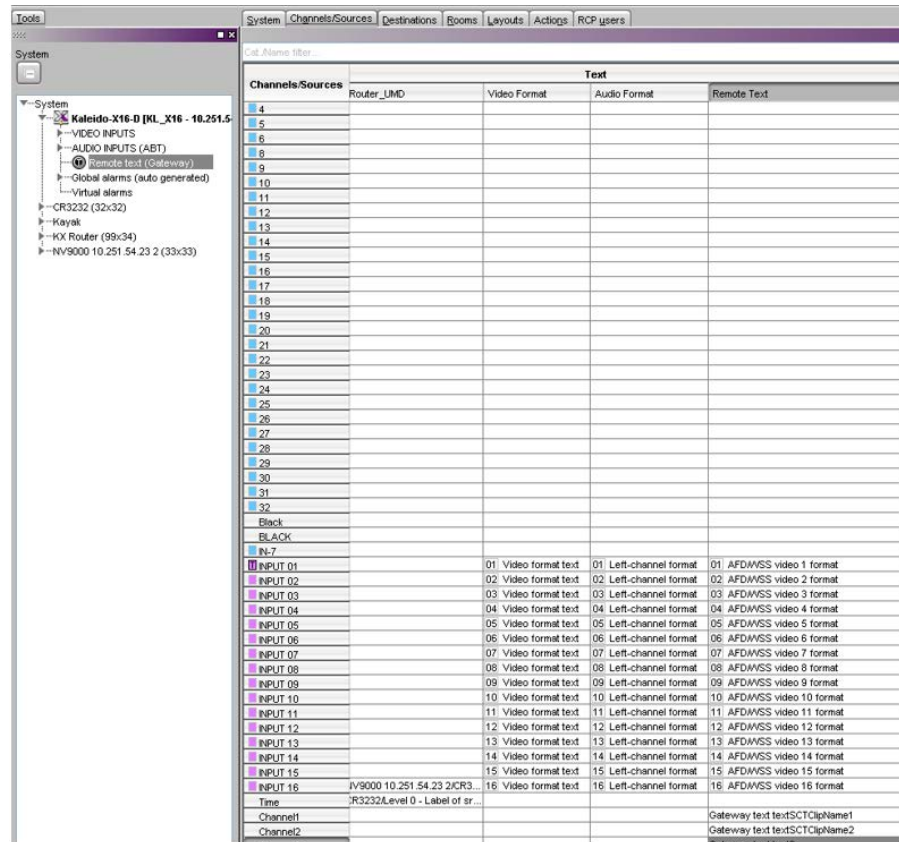 Tools
System
System
Kaleido-X16-D [KL_X16 - 10.251.5
VIDEO INPUTS
AUDIO INPUTS (ABT)
Remote text (Gateway)
Global alarms (auto generated)
Virtual alarms
CR3232 (32x32)
Kayak
KX Router (99x34)
NV9000 10.251.54.23 2 (33x33)
System Channels/Sources Destinations Rooms Layouts Actions RCP users
Cat./Name filter...
Channels/Sources Text
Router_UMD Video Format Audio Format Remote Text
4
5
6
8
9
10
11
12
13
14
15
16
17
18
19
20
21
22
23
24
25
26
27
28
29
30
31
32
Black
BLACK
IN-7
INPUT 01 01 Video format text 01 Left-channel format 01 AFD/WSS video 1 format
INPUT 02 02 Video format text 02 Left-channel format 02 AFD/WSS video 2 format
INPUT 03 03 Video format text 03 Left-channel format 03 AFD/WSS video 3 format
INPUT 04 04 Video format text 04 Left-channel format 04 AFD/WSS video 4 format
INPUT 05 05 Video format text 05 Left-channel format 05 AFD/WSS video 5 format
INPUT 06 06 Video format text 06 Left-channel format 06 AFD/WSS video 6 format
INPUT 07 07 Video format text 07 Left-channel format 07 AFD/WSS video 7 format
INPUT 08 08 Video format text 08 Left-channel format 08 AFD/WSS video 8 format
INPUT 09 09 Video format text 09 Left-channel format 09 AFD/WSS video 9 format
INPUT 10 10 Video format text 10 Left-channel format 10 AFD/WSS video 10 format
INPUT 11 11 Video format text 11 Left-channel format 11 AFD/WSS video 11 format
INPUT 12 12 Video format text 12 Left-channel format 12 AFD/WSS video 12 format
INPUT 13 13 Video format text 13 Left-channel format 13 AFD/WSS video 13 format
INPUT 14 14 Video format text 14 Left-channel format 14 AFD/WSS video 14 format
INPUT 15 15 Video format text 15 Left-channel format 15 AFD/WSS video 15 format
INPUT 16 NV9000 10.251.54.23 2/CR3... 16 Video format text 16 Left-channel format 16 AFD/WSS video 16 format
Time CR3232/Level 0 - Label of sr...
Channel1 Gateway text textSCTClipName1
Channel2 Gateway text textSCTClipName2